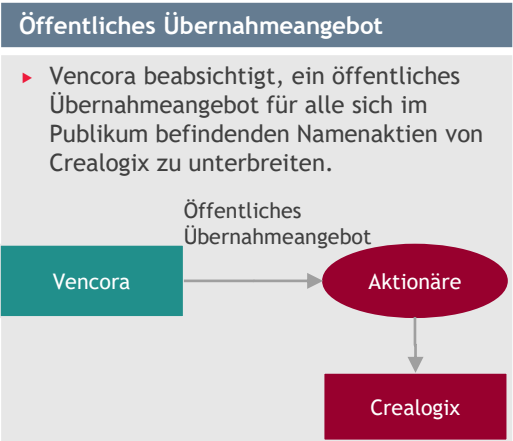 Öffentliches Übernahmeangebot
▸ Vencora beabsichtigt, ein öffentliches
Übernahmeangebot für alle sich im
Publikum befindenden Namenaktien von
Crealogix zu unterbreiten.
Öffentliches
Übernahmeangebot
Vencora
Aktionäre
Crealogix